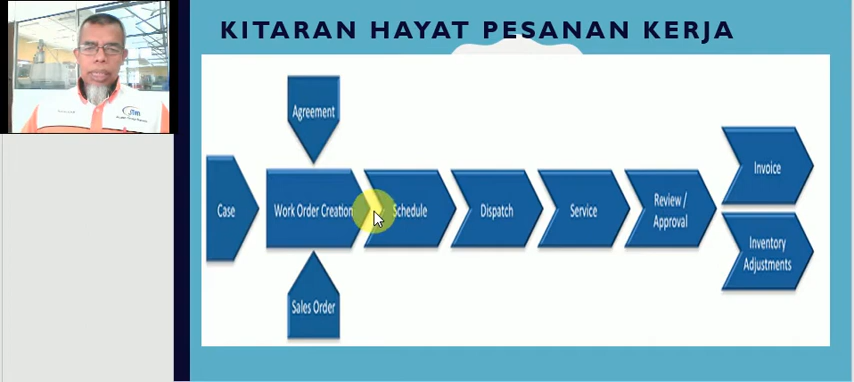 KITARAN HAYAT PESANAN KERJA
Agreement
Case
Work Order Creation
Schedule
Dispatch
Service
Review /
Approval
Invoice
Inventory
Adjustments
Sales Order